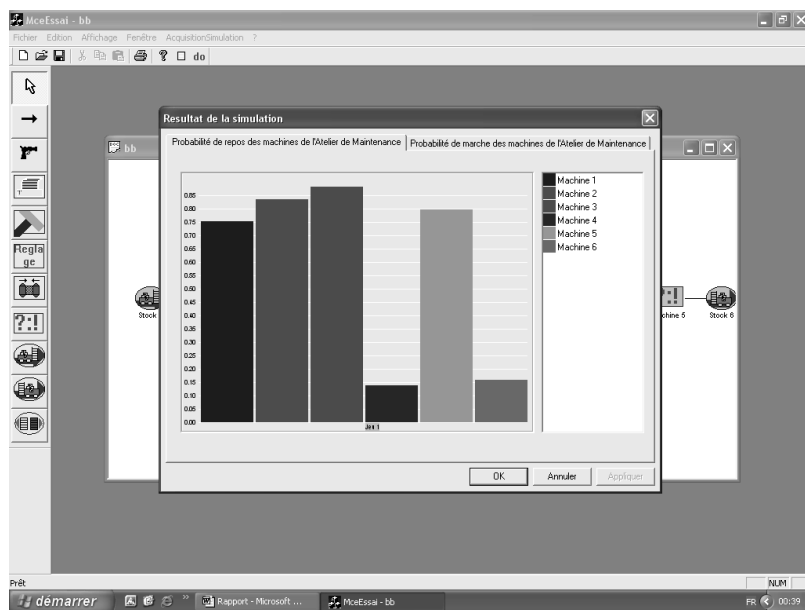 MceEssai - bb
Fichier Edition Affichage Fenêtre AcquisitionSimulation ?
do
T
Regla
ge
?:!
bb
Stock
Resultat de la simulation
Probabilité de repos des machines de l'Atelier de Maintenance
Probabilité de marche des machines de l'Atelier de Maintenance
0.85
0.80
0.75
0.70
0.65
0.60
0.55
0.50
0.45
0.40
0.35
0.30
0.25
0.20
0.15
0.10
0.05
0.00
Jeu 1
Machine 1
Machine 2
Machine 3
Machine 4
Machine 5
Machine 6
OK Annuler Appliquer
?:!
chine 5
Stock 6
Prêt
NUM
démarrer
Rapport - Microsoft ...
MceEssai - bb
FR
00:39